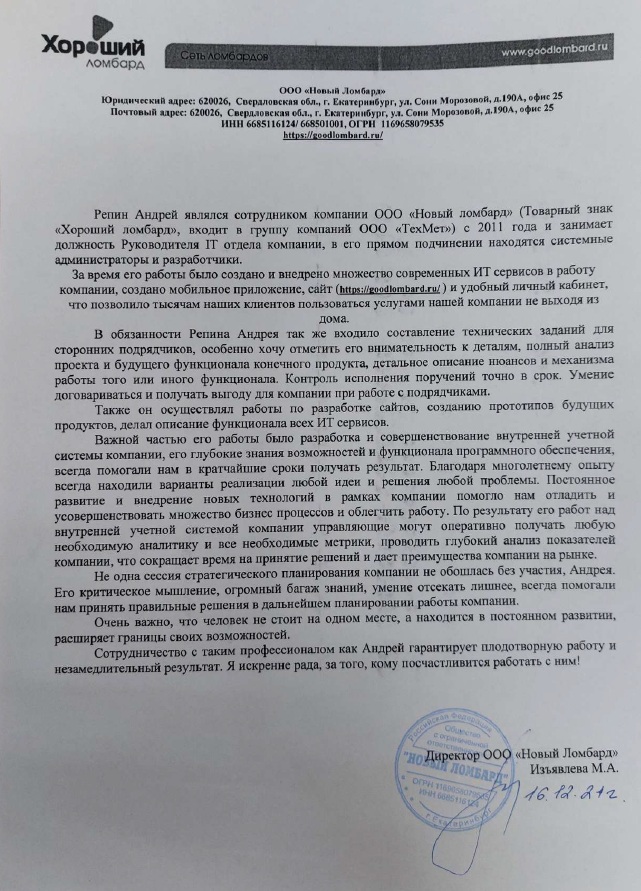 Хороший
ломбард
Сеть ломбардов
www.goodlombard.ru
ООО «Новый Ломбард»
Юридический адрес: 620026, Свердловская обл., г. Екатеринбург, ул. Сони Морозовой, д.190А, офис 25
Почтовый адрес: 620026, Свердловская обл., г. Екатеринбург, ул. Сони Морозовой, д.190А, офис 25
ИНН 6685116124/ 668501001, ОГРН 1169658079535
https://goodlombard.ru/
Репин Андрей являлся сотрудником компании ООО «Новый ломбард» (Товарный знак
«Хороший ломбард», входит в группу компаний ООО «ТехМет») с 2011 года и занимает
должность Руководителя IT отдела компании, в его прямом подчинении находятся системные
администраторы и разработчики.
За время его работы было создано и внедрено множество современных ИТ сервисов в работу
компании, создано мобильное приложение, сайт (https://goodlombard.ru/ ) и удобный личный кабинет,
что позволило тысячам наших клиентов пользоваться услугами нашей компании не выходя из
дома.
В обязанности Репина Андрея так же входило составление технических заданий для
сторонних подрядчиков, особенно хочу отметить его внимательность к деталям, полный анализ
проекта и будущего функционала конечного продукта, детальное описание нюансов и механизма
работы того или иного функционала. Контроль исполнения поручений точно в срок. Умение
договариваться и получать выгоду для компании при работе с подрядчиками.
Также он осуществлял работы по разработке сайтов, созданию прототипов будущих
продуктов, делал описание функционала всех ИТ сервисов.
Важной частью его работы было разработка и совершенствование внутренней учетной
системы компании, его глубокие знания возможностей и функционала программного обеспечения,
всегда помогали нам в кратчайшие сроки получать результат. Благодаря многолетнему опыту
всегда находили варианты реализации любой идеи и решения любой проблемы. Постоянное
развитие и внедрение новых технологий в рамках компании помогло нам отладить и
усовершенствовать множество бизнес процессов и облегчить работу. По результату его работ над
внутренней учетной системой компании управляющие могут оперативно получать любую
необходимую аналитику и все необходимые метрики, проводить глубокий анализ показателей
компании, что сокращает время на принятие решений и дает преимущества компании на рынке.
Не одна сессия стратегического планирования компании не обошлась без участия, Андрея.
Его критическое мышление, огромный багаж знаний, умение отсекать лишнее, всегда помогали
нам принять правильные решения в дальнейшем планировании работы компании.
Очень важно, что человек не стоит на одном месте, а находится в постоянном развитии,
расширяет границы своих возможностей.
Сотрудничество с таким профессионалом как Андрей гарантирует плодотворную работу и
незамедлительный результат. Я искренне рада, за того, кому посчастливится работать с ним!
Директор ООО «Новый Ломбард»
Изъявлева М.А.
16.12.21г
Российская Федерация
Общество
с ограниченной
ответственностью
"НОВЫЙ ЛОМБАРД"
ОГРН 1169658079535
ИНН 6685116124
г.Екатеринбург